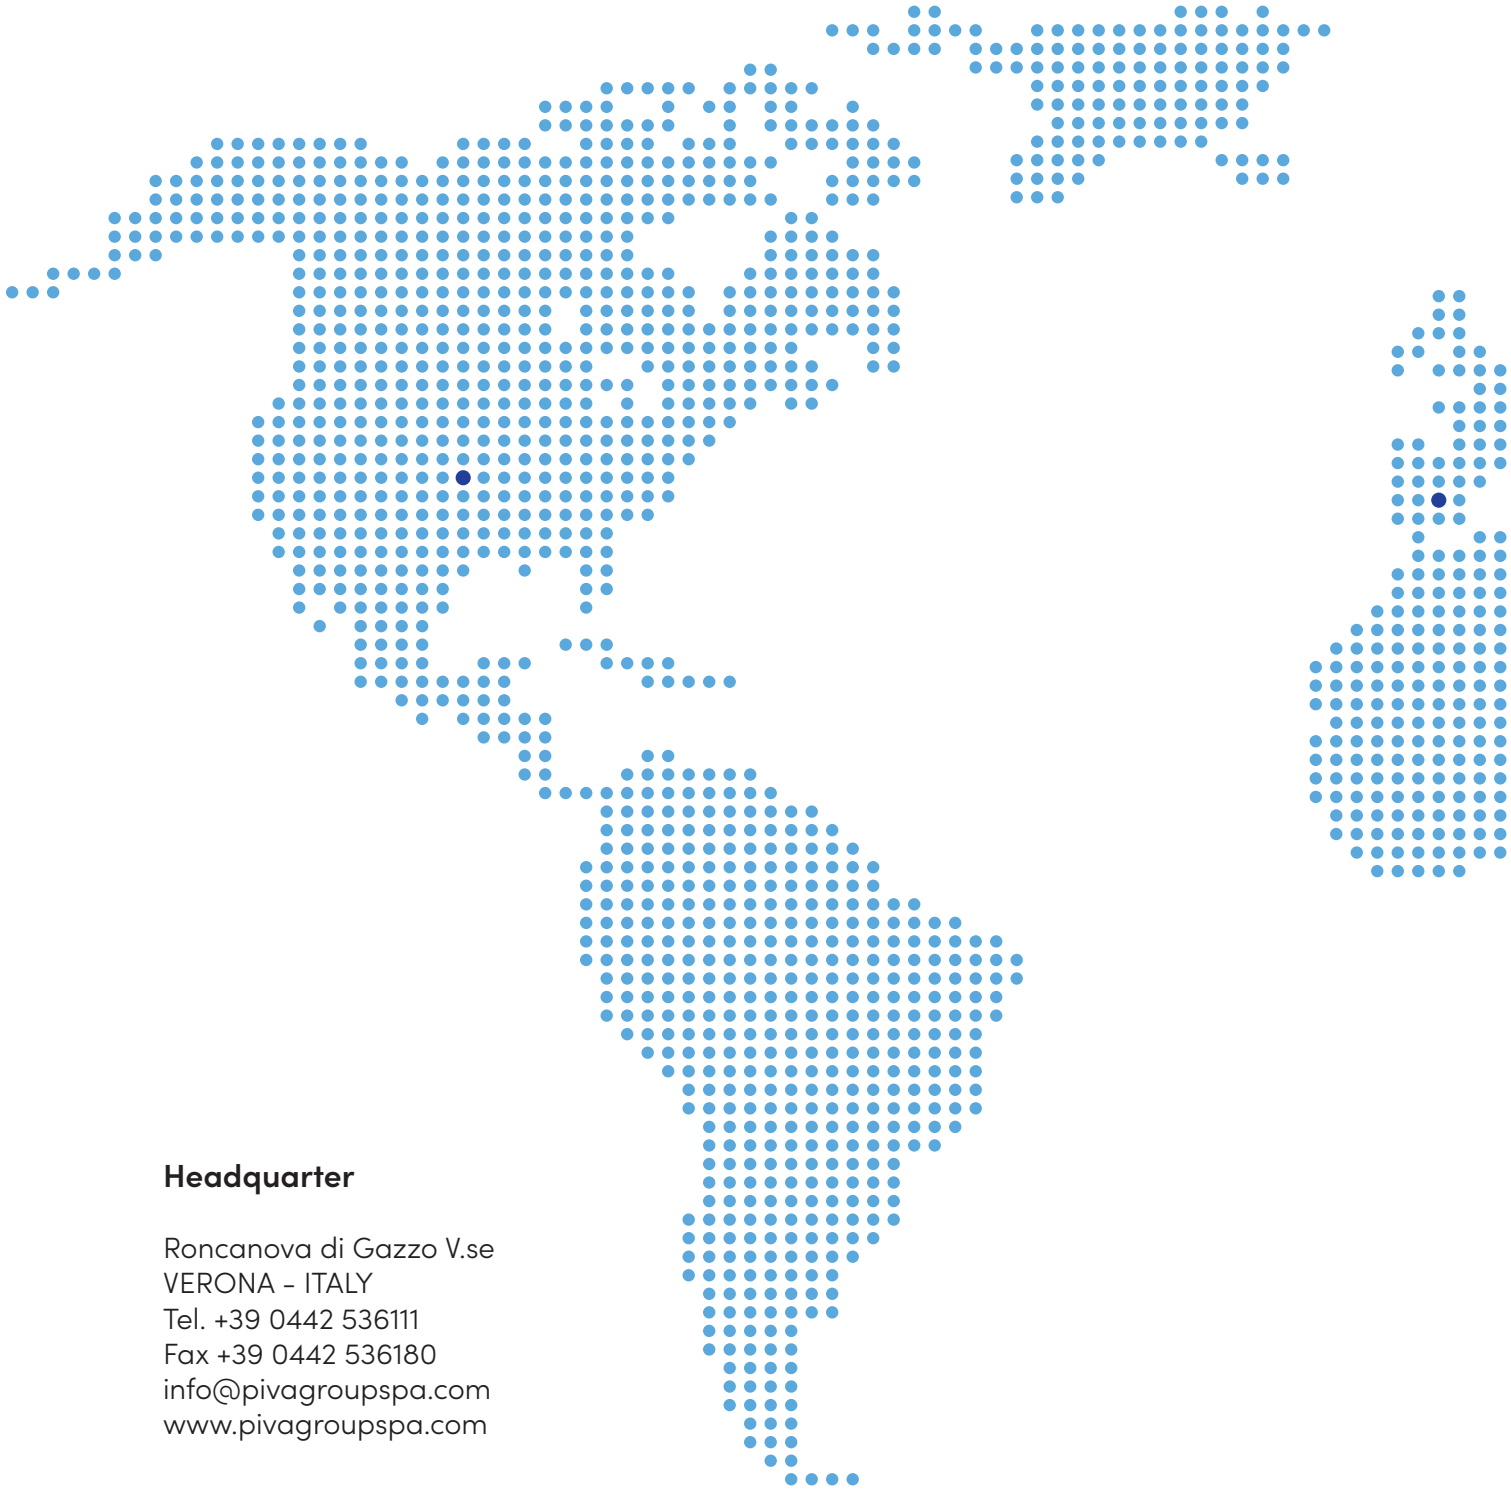 Headquarter
Roncanova di Gazzo V.se
VERONA - ITALY
Tel. +39 0442 536111
Fax +39 0442 536180
info@pivagroupspa.com
www.pivagroupspa.com